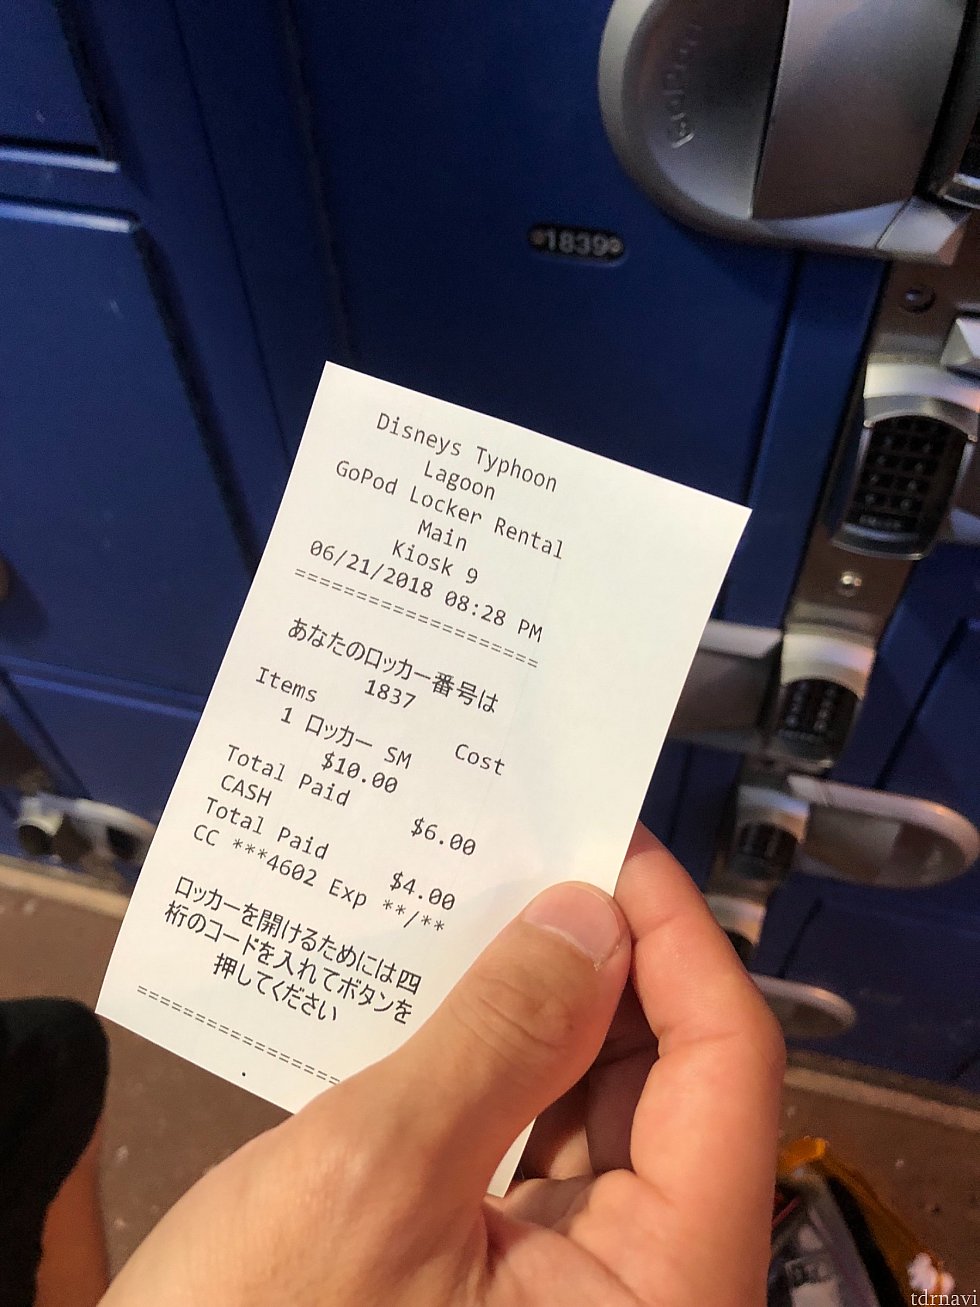 GoPod
1839
Disneys Typhoon
Lagoon
GoPod Locker Rental
Main
Kiosk 9
06/21/2018 08:28 PM
=====================
あなたのロッカー番号は
1837
Items Cost
1 ロッカー SM
$10.00
Total Paid $6.00
CASH
Total Paid $4.00
CC ***4602 Exp **/**
ロッカーを開けるためには四
桁のコードを入れてボタンを
押してください
=====================
tdrnavi